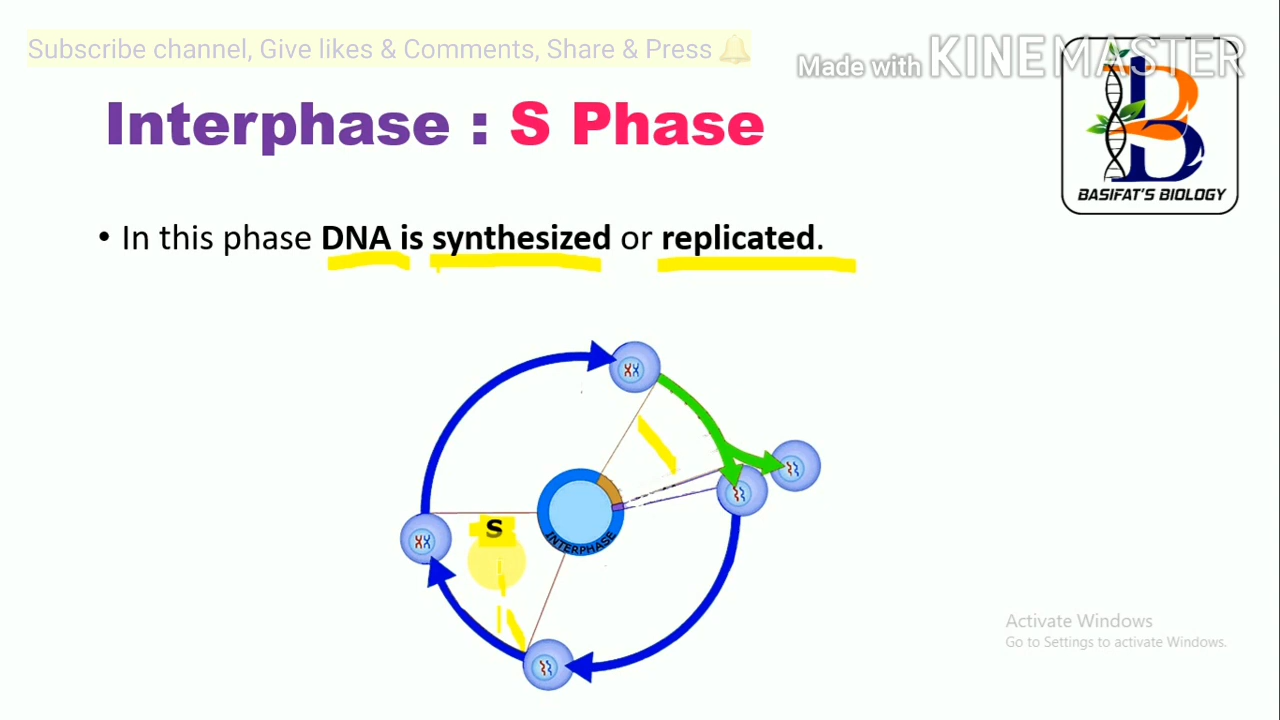 Subscribe channel, Give likes & Comments, Share & Press 🔔
Made with KINEMASTER
Interphase : S Phase
BASIFAT'S BIOLOGY
• In this phase DNA is synthesized or replicated.
S
INTERPHASE
Activate Windows
Go to Settings to activate Windows.